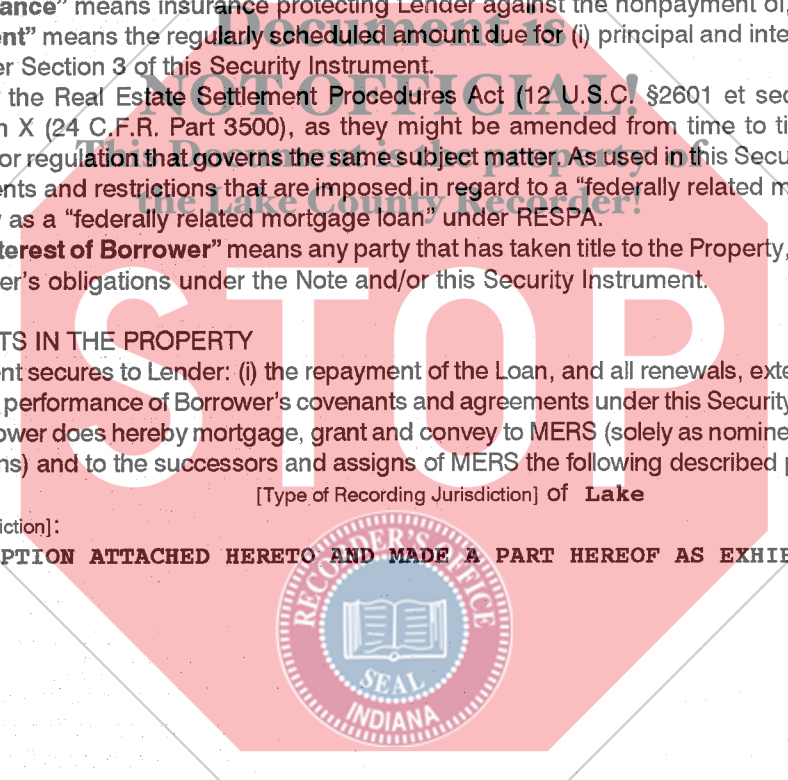 ance” means insurance protecting Lender against the nonpayment of,
Document is
ent” means the regularly scheduled amount due for (i) principal and inte
er Section 3 of this Security Instrument.
NOT OFFICIAL!
the Real Estate Settlement Procedures Act (12 U.S.C. §2601 et sec
n X (24 C.F.R. Part 3500), as they might be amended from time to ti
This Document is the property of
or regulation that governs the same subject matter. As used in this Secu
ents and restrictions that are imposed in regard to a “federally related m
the Lake County Recorder!
as a “federally related mortgage loan” under RESPA.
terest of Borrower” means any party that has taken title to the Property,
er’s obligations under the Note and/or this Security Instrument.
STOP
TS IN THE PROPERTY
ent secures to Lender: (i) the repayment of the Loan, and all renewals, exte
performance of Borrower’s covenants and agreements under this Security
ower does hereby mortgage, grant and convey to MERS (solely as nomine
ns) and to the successors and assigns of MERS the following described p
[Type of Recording Jurisdiction] of Lake
iction]:
PTION ATTACHED HERETO AND MADE A PART HEREOF AS EXHIE
RECORDER'S OFFICE
SEAL
INDIANA